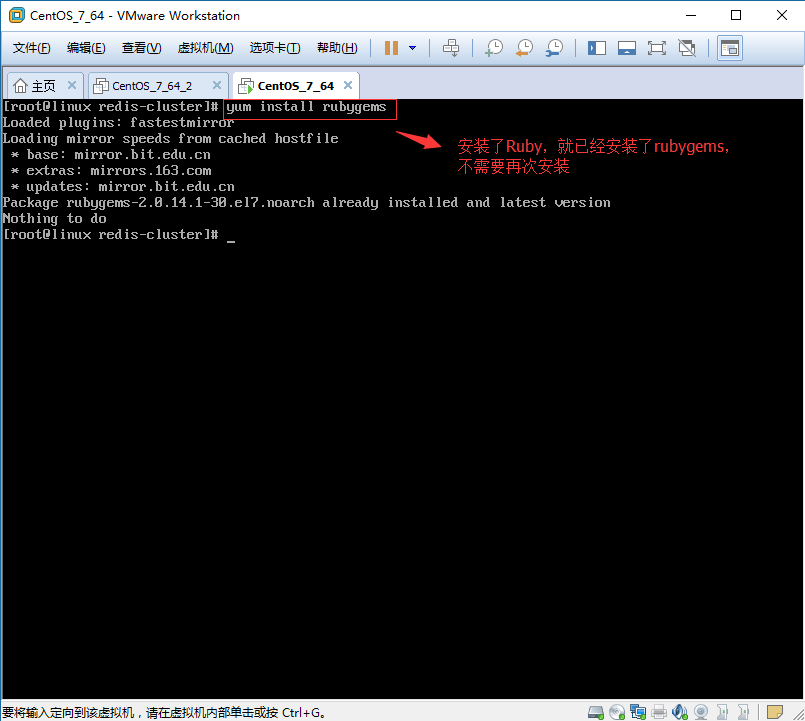 CentOS_7_64 - VMware Workstation
文件(F) 编辑(E) 查看(V) 虚拟机(M) 选项卡(T) 帮助(H)
主页 CentOS_7_64_2 CentOS_7_64
[root@linux redis-cluster]# yum install rubygems
Loaded plugins: fastestmirror
Loading mirror speeds from cached hostfile
 * base: mirror.bit.edu.cn
 * extras: mirrors.163.com
 * updates: mirror.bit.edu.cn
Package rubygems-2.0.14.1-30.el7.noarch already installed and latest version
Nothing to do
[root@linux redis-cluster]# _
安装了Ruby，就已经安装了rubygems，
不需要再次安装
要将输入定向到该虚拟机，请在虚拟机内部单击或按 Ctrl+G。